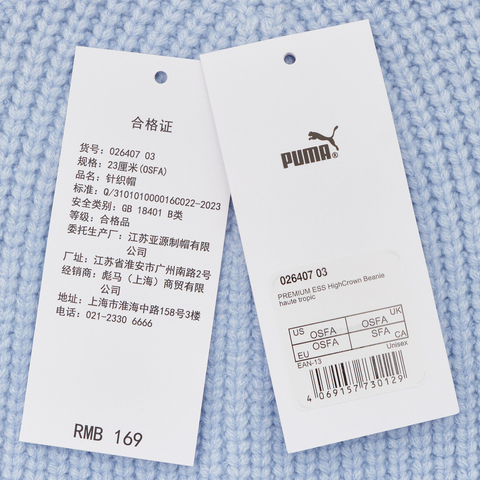 合格证
货号: 026407 03
规格: 23厘米(OSFA)
品名: 针织帽
标准: Q/310101000016C022-2023
安全类别: GB 18401 B类
等级: 合格品
委托生产厂: 江苏亚源制帽有限
公司
厂址: 江苏省淮安市广州南路2号
经销商: 彪马（上海）商贸有限
公司
地址: 上海市淮海中路158号3楼
电话: 021-2330 6666
RMB 169
PUMA®
026407 03
PREMIUM ESS HighCrown Beanie
haute tropic
US OSFA OSFA UK
EU OSFA SFA CA
EAN-13 Unisex
4069157730129